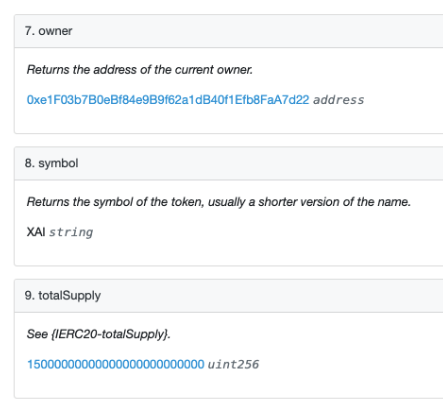 7. owner
Returns the address of the current owner.
0xe1F03b7B0eBf84e9B9f62a1dB40f1Efb8FaA7d22 address
8. symbol
Returns the symbol of the token, usually a shorter version of the name.
XAI string
9. totalSupply
See {IERC20-totalSupply}.
15000000000000000000000000000 uint256